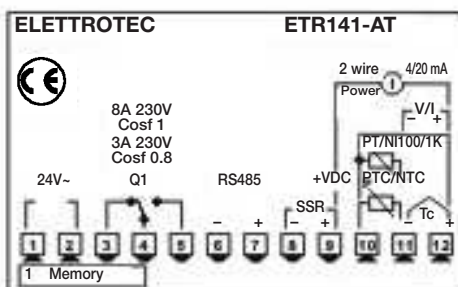 ELETTROTEC ETR141-AT
CE
2 wire 4/20 mA
Power I
V/I
− +
8A 230V
Cosf 1
3A 230V
Cosf 0.8
PT/NI100/1K
24V~ Q1 RS485 +VDC PTC/NTC
SSR Tc
− + − + − +
1 2 3 4 5 6 7 8 9 10 11 12
1 Memory